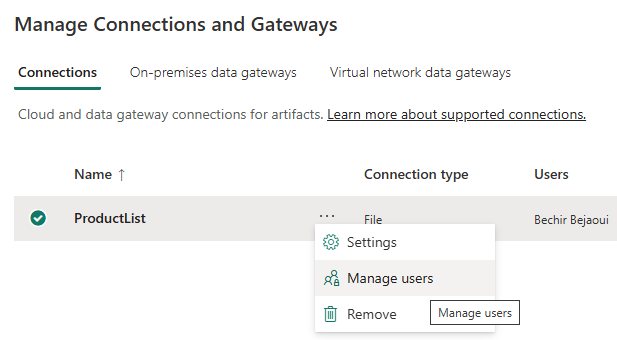 Manage Connections and Gateways
Connections On-premises data gateways Virtual network data gateways
Cloud and data gateway connections for artifacts. Learn more about supported connections.
Name ↑ Connection type Users
ProductList ... File Bechir Bejaoui
Settings
Manage users
Remove Manage users